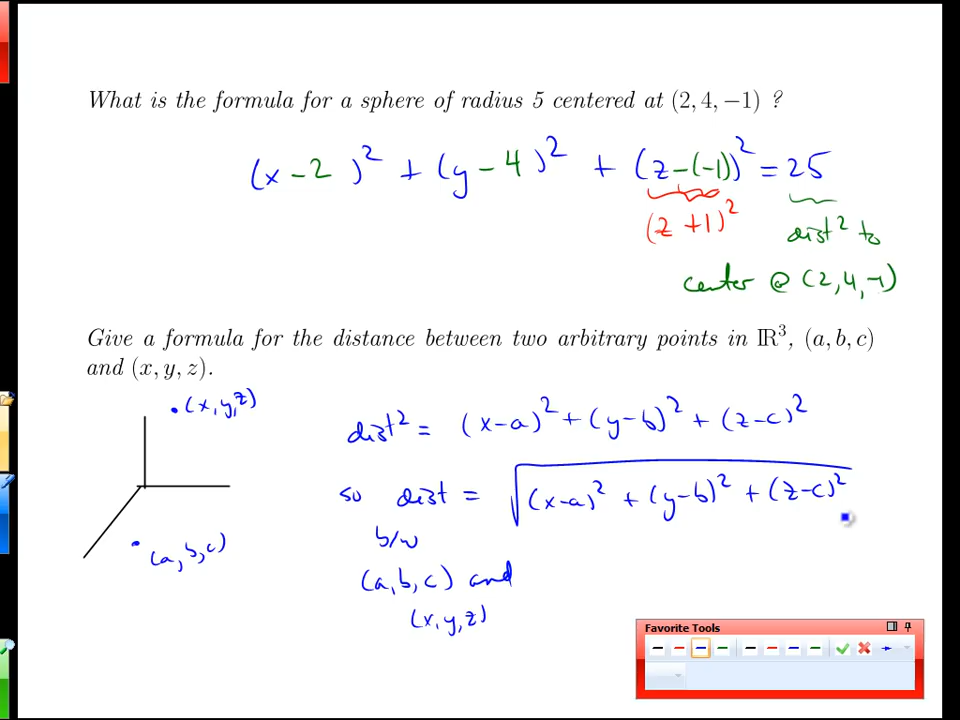 What is the formula for a sphere of radius 5 centered at (2, 4, −1) ?
(x − 2)² + (y − 4)² + (z − (−1))² = 25
(z + 1)² dist² to
center @ (2, 4, −1)
Give a formula for the distance between two arbitrary points in ℝ³, (a, b, c)
and (x, y, z).
(x, y, z)
dist² = (x−a)² + (y−b)² + (z−c)²
so dist = √((x−a)² + (y−b)² + (z−c)²)
b/w
(a, b, c)
(a, b, c) and
(x, y, z)
Favorite Tools